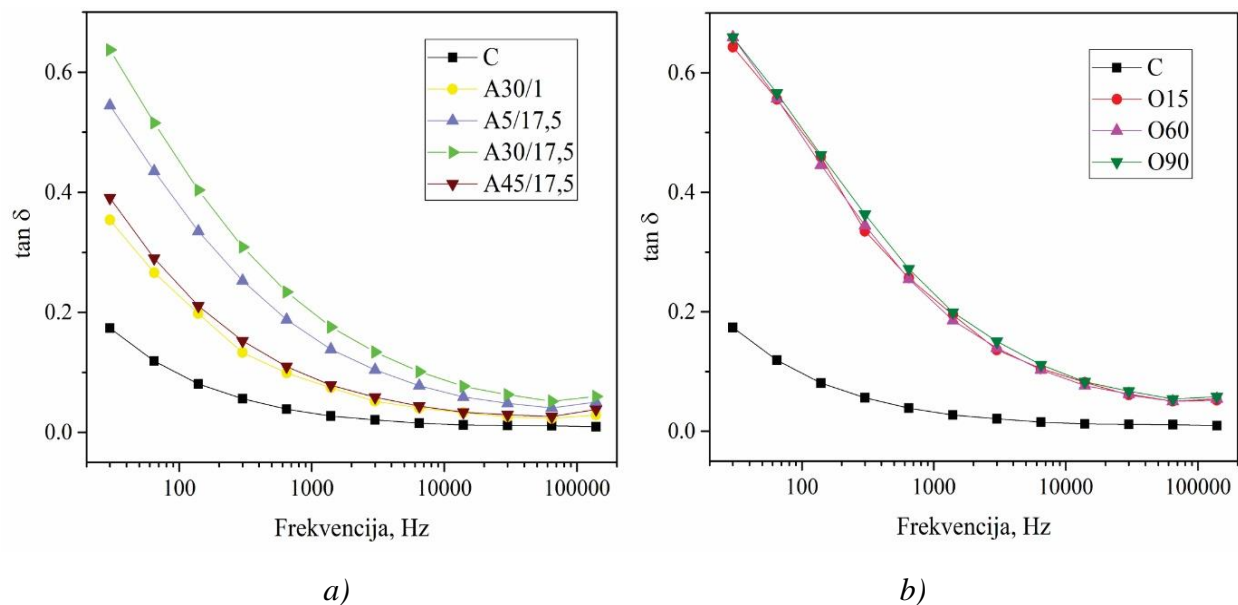 0.6
0.4
0.2
0.0
tan δ
C
A30/1
A5/17,5
A30/17,5
A45/17,5
100
1000
10000
100000
Frekvencija, Hz
a)
0.6
0.4
0.2
0.0
tan δ
C
O15
O60
O90
100
1000
10000
100000
Frekvencija, Hz
b)